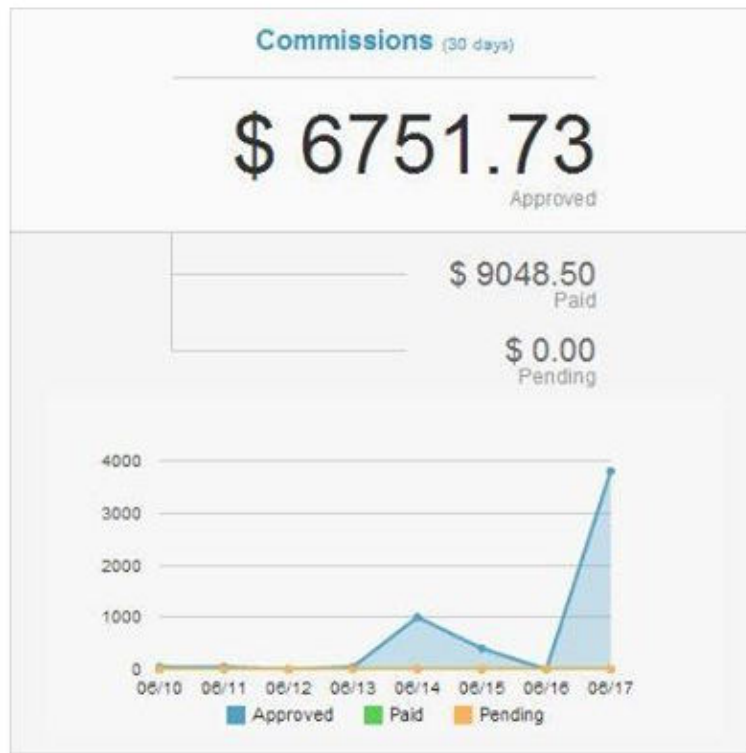 Commissions (30 days)
$ 6751.73
Approved
$ 9048.50
Paid
$ 0.00
Pending
4000
3000
2000
1000
0
06/10 06/11 06/12 06/13 06/14 06/15 06/16 06/17
Approved Paid Pending